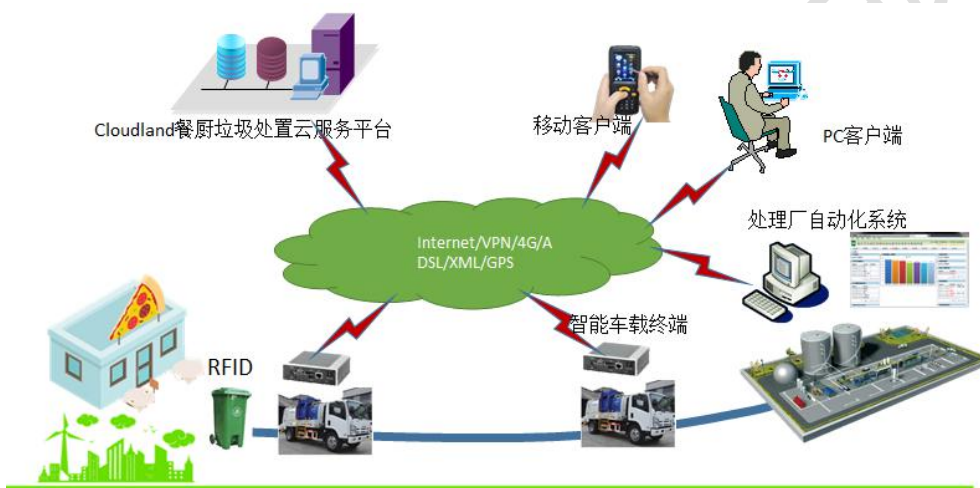 Cloudland餐厨垃圾处置云服务平台
移动客户端
PC客户端
处理厂自动化系统
Internet/VPN/4G/A
DSL/XML/GPS
智能车载终端
RFID